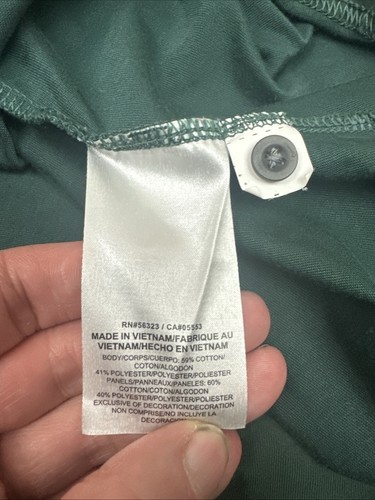 RN#56323 / CA#05553
MADE IN VIETNAM/FABRIQUE AU
VIETNAM/HECHO EN VIETNAM
BODY/CORPS/CUERPO: 59% COTTON/
COTON/ALGODON
41% POLYESTER/POLYESTER/POLIESTER
PANELS/PANNEAUX/PANELES: 60%
COTTON/COTON/ALGODON
40% POLYESTER/POLYESTER/POLIESTER
EXCLUSIVE OF DECORATION/DECORATION
NON COMPRISE/NO INCLUYE LA
DECORACI